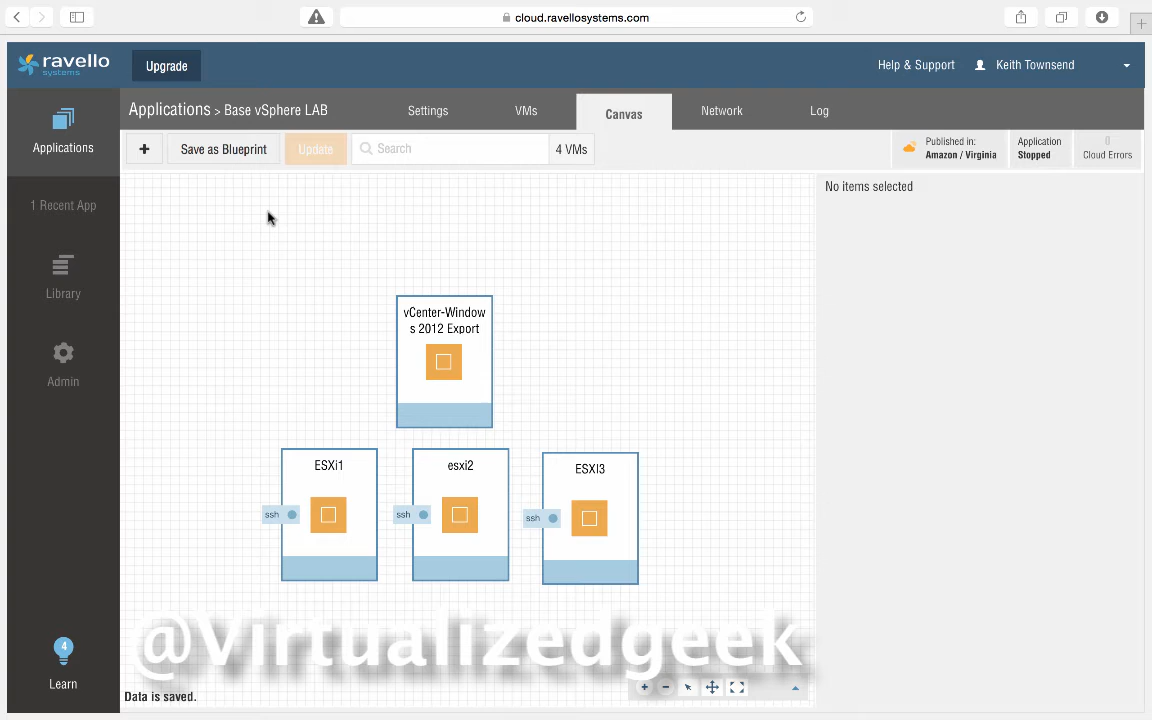 cloud.ravellosystems.com
ravello
systems
Upgrade
Help & Support
Keith Townsend
Applications
Applications > Base vSphere LAB
Settings
VMs
Canvas
Network
Log
+
Save as Blueprint
Update
Search
4 VMs
Published in:
Amazon / Virginia
Application
Stopped
0
Cloud Errors
1 Recent App
Library
Admin
4
Learn
No items selected
vCenter-Window
s 2012 Export
ESXi1
ssh
esxi2
ssh
ESXI3
ssh
@Virtualizedgeek
Data is saved.